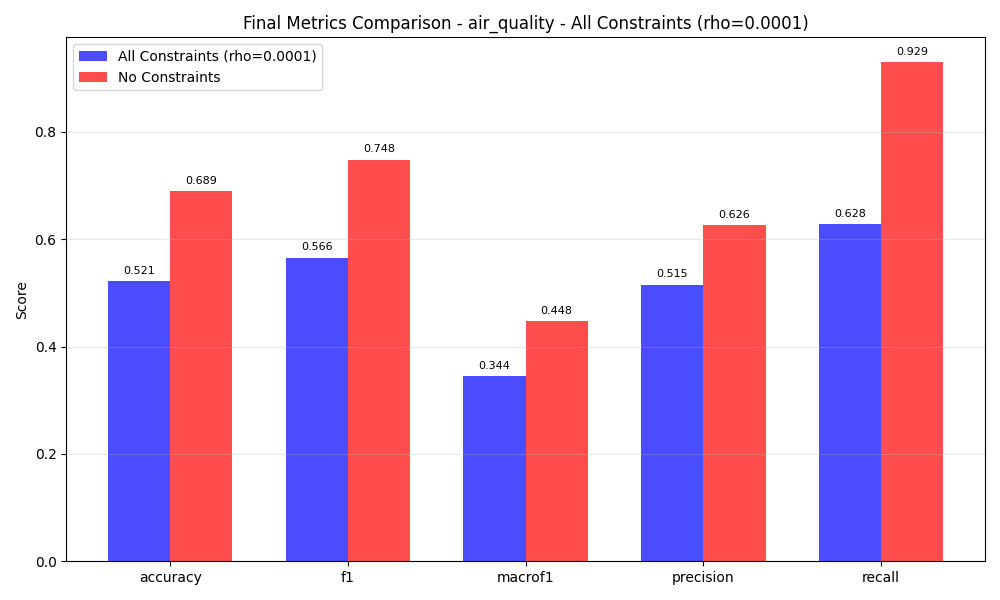 Final Metrics Comparison - air_quality - All Constraints (rho=0.0001)
All Constraints (rho=0.0001)
No Constraints
Score
0.8
0.6
0.4
0.2
0.0
0.521
0.689
0.566
0.748
0.344
0.448
0.515
0.626
0.628
0.929
accuracy
f1
macrof1
precision
recall